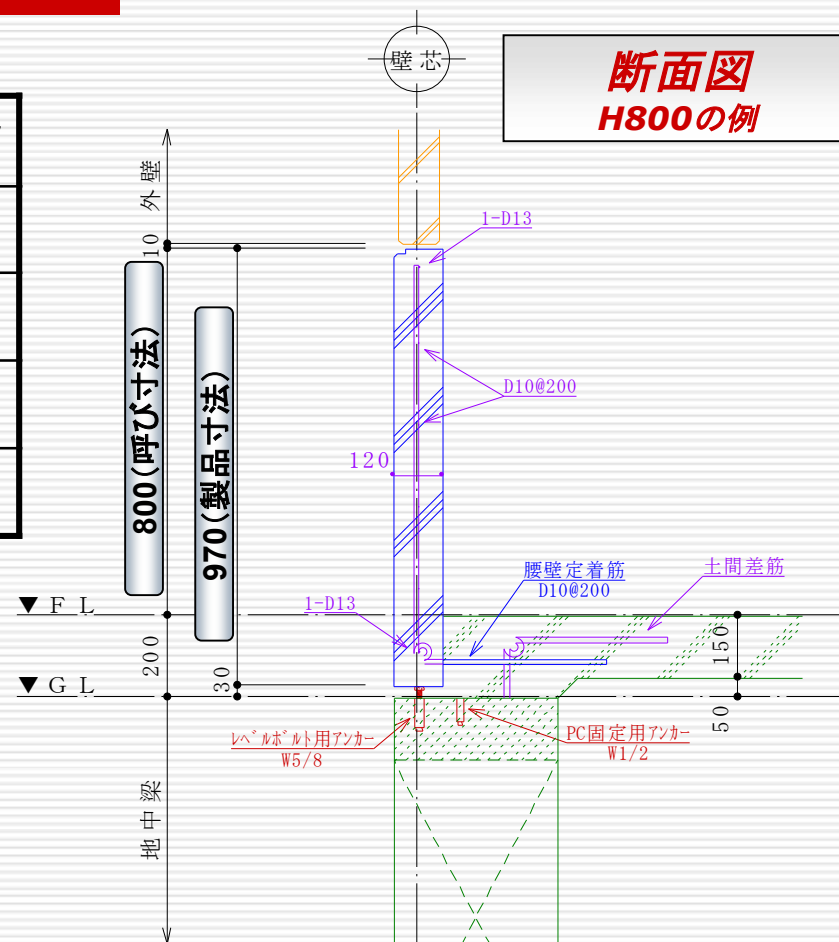 断面図
H800の例
壁芯
外壁
10
1-D13
800(呼び寸法)
970(製品寸法)
D10@200
120
腰壁定着筋
D10@200
土間差筋
1-D13
▼FL
200
150
▼GL
30
50
レベルボルト用アンカー
W5/8
PC固定用アンカー
W1/2
地中梁